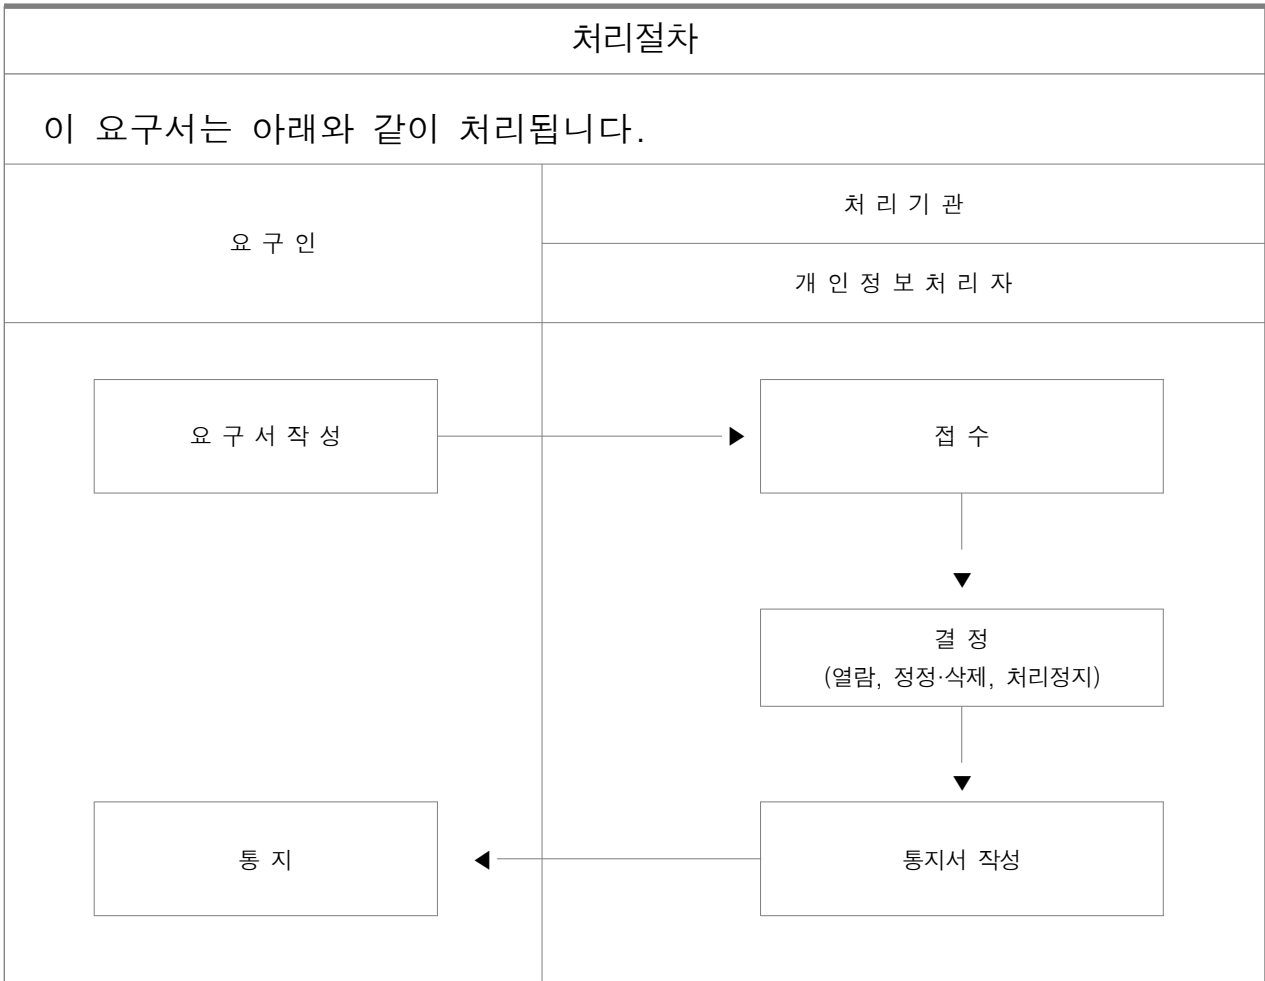 처리절차
이 요구서는 아래와 같이 처리됩니다.
요 구 인
처 리 기 관
개 인 정 보 처 리 자
요 구 서 작 성
접 수
결 정
(열람, 정정·삭제, 처리정지)
통 지
통지서 작성